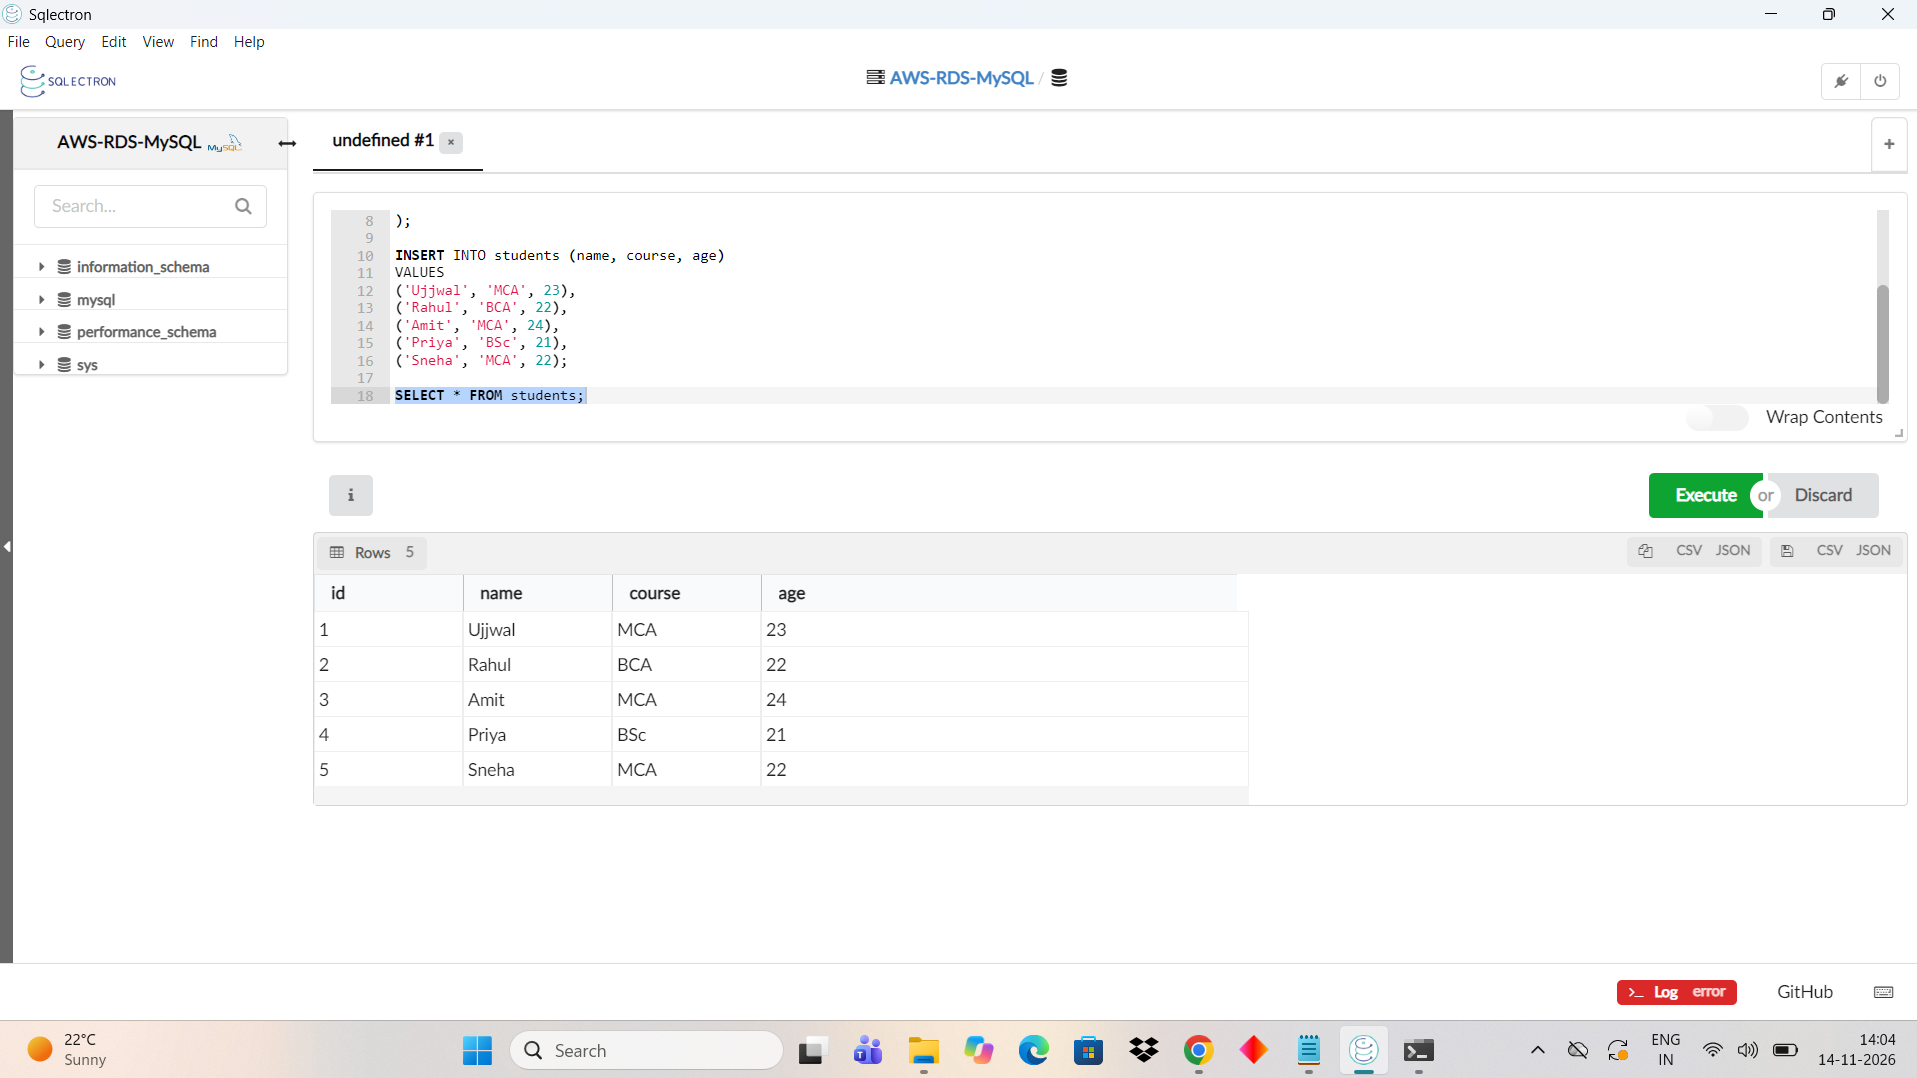 Sqlectron
File Query Edit View Find Help
SQLECTRON
AWS-RDS-MySQL /
AWS-RDS-MySQL MySQL
undefined #1 ×
+
Search...
information_schema
mysql
performance_schema
sys
8 );
9
10 INSERT INTO students (name, course, age)
11 VALUES
12 ('Ujjwal', 'MCA', 23),
13 ('Rahul', 'BCA', 22),
14 ('Amit', 'MCA', 24),
15 ('Priya', 'BSc', 21),
16 ('Sneha', 'MCA', 22);
17
18 SELECT * FROM students;
Wrap Contents
i
Execute or Discard
Rows 5
CSV JSON CSV JSON
id name course age
1 Ujjwal MCA 23
2 Rahul BCA 22
3 Amit MCA 24
4 Priya BSc 21
5 Sneha MCA 22
>_ Log error GitHub
22°C
Sunny
Search
ENG
IN
14:04
14-11-2026